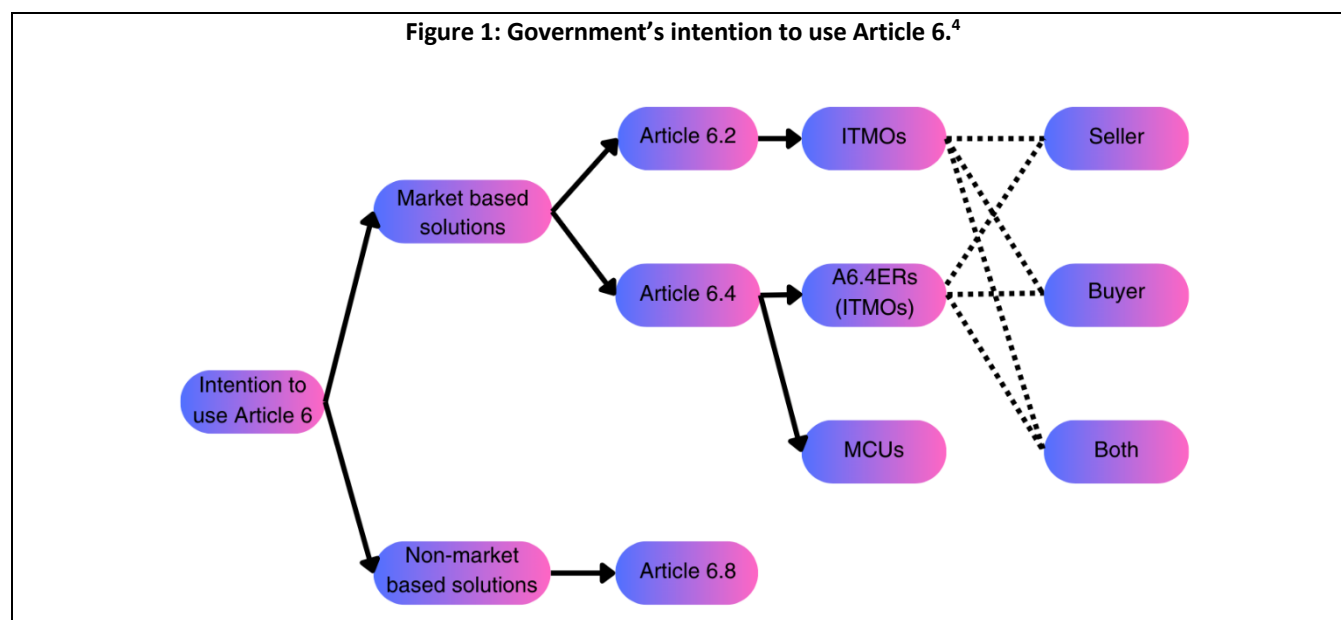 Figure 1: Government’s intention to use Article 6.⁴
Article 6.2
ITMOs
Seller
Market based
solutions
Article 6.4
A6.4ERs
(ITMOs)
Buyer
Intention to
use Article 6
MCUs
Both
Non-market
based solutions
Article 6.8